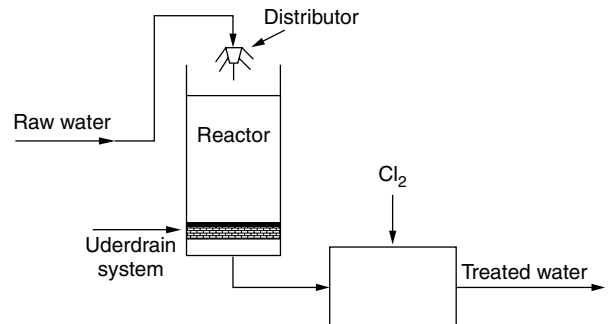 Distributor
Raw water
Reactor
Cl₂
Uderdrain
system
Treated water